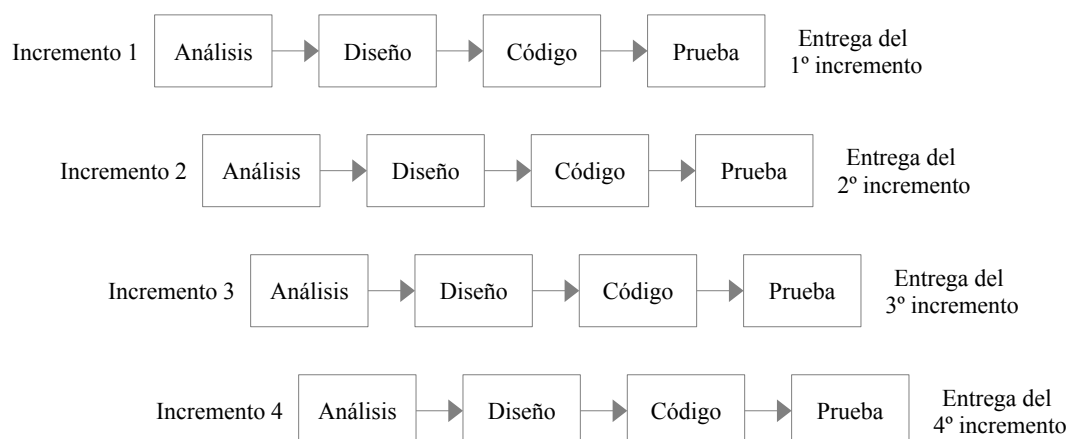 Incremento 1
Análisis
Diseño
Código
Prueba
Entrega del
1º incremento
Incremento 2
Análisis
Diseño
Código
Prueba
Entrega del
2º incremento
Incremento 3
Análisis
Diseño
Código
Prueba
Entrega del
3º incremento
Incremento 4
Análisis
Diseño
Código
Prueba
Entrega del
4º incremento